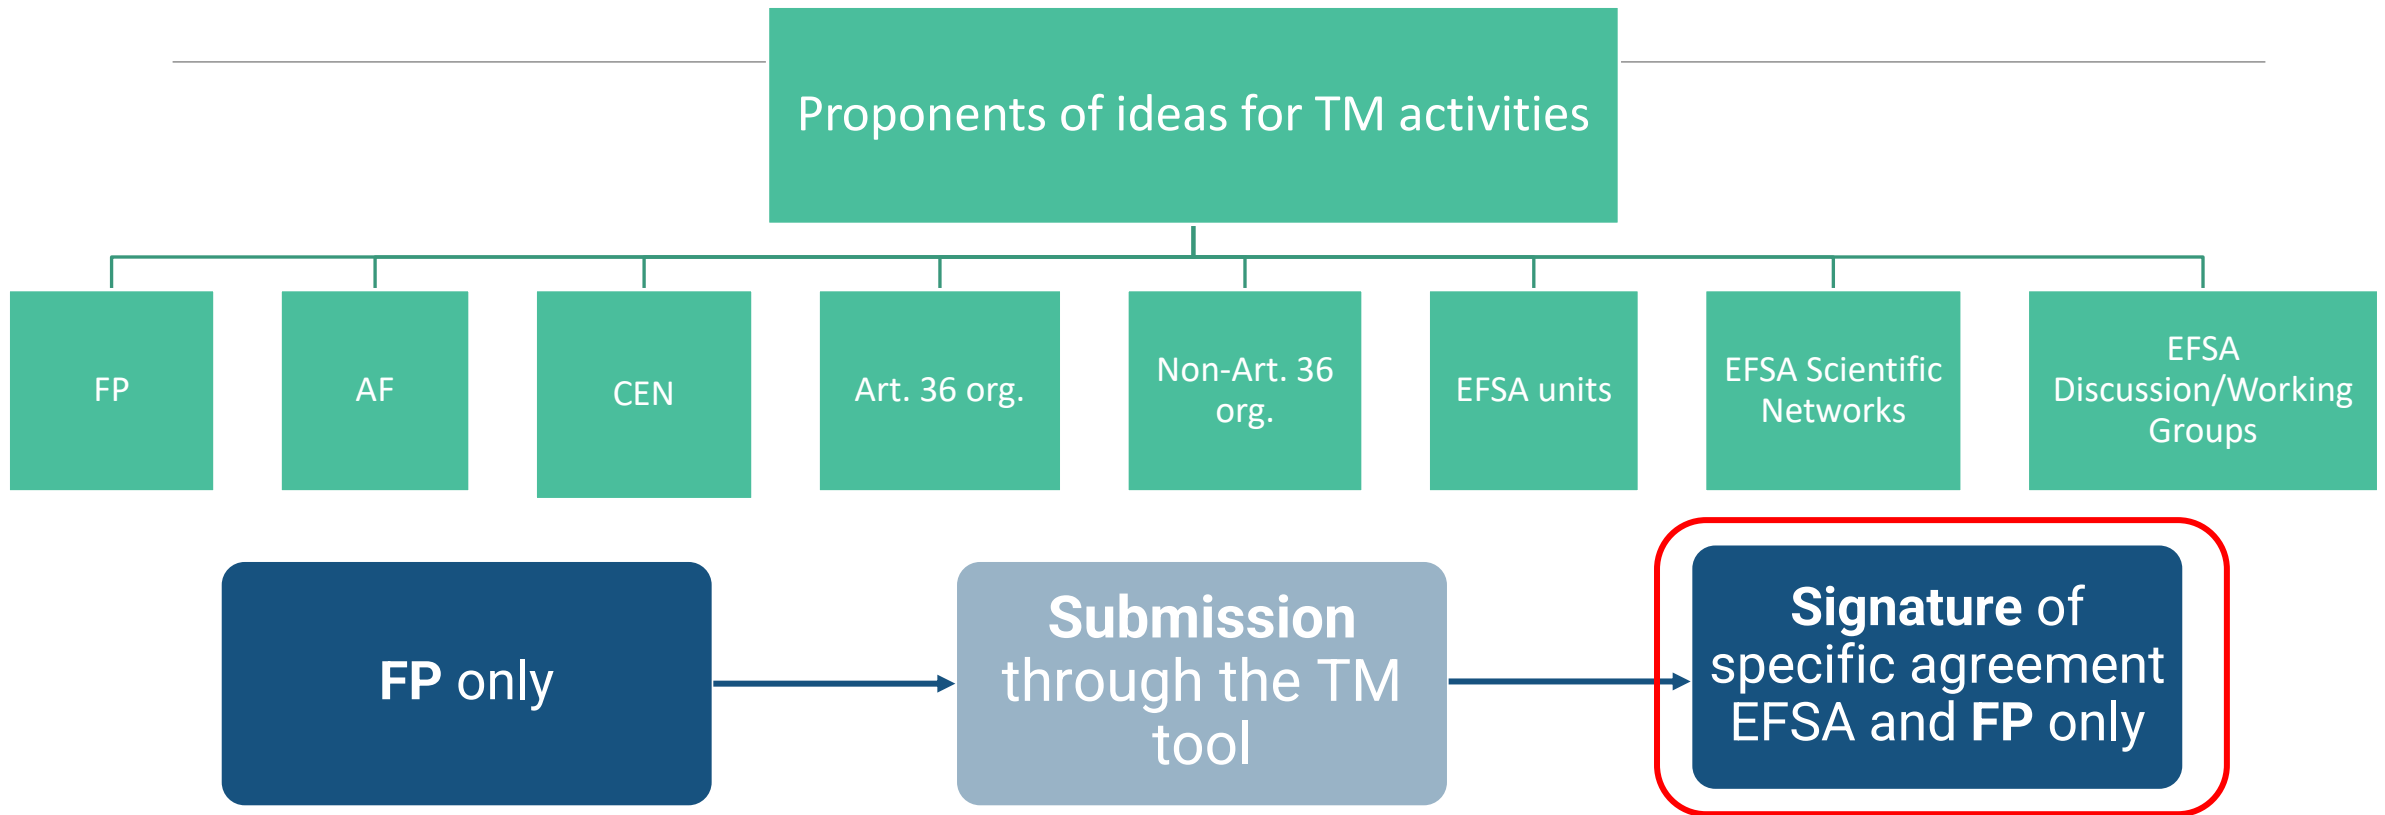 Proponents of ideas for TM activities
FP
AF
CEN
Art. 36 org.
Non-Art. 36
org.
EFSA units
EFSA Scientific
Networks
EFSA
Discussion/Working
Groups
FP only
Submission
through the TM
tool
Signature of
specific agreement
EFSA and FP only